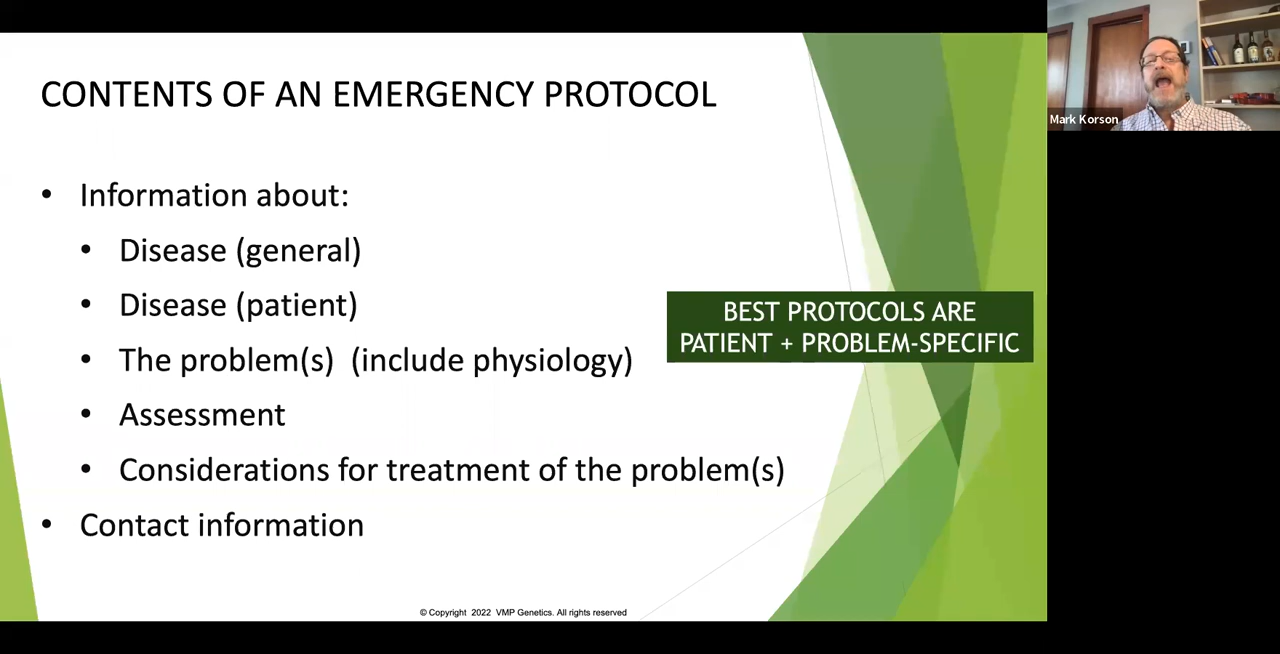 CONTENTS OF AN EMERGENCY PROTOCOL
• Information about:
• Disease (general)
• Disease (patient)
• The problem(s) (include physiology)
• Assessment
• Considerations for treatment of the problem(s)
• Contact information
BEST PROTOCOLS ARE
PATIENT + PROBLEM-SPECIFIC
© Copyright 2022 VMP Genetics. All rights reserved
Mark Korson